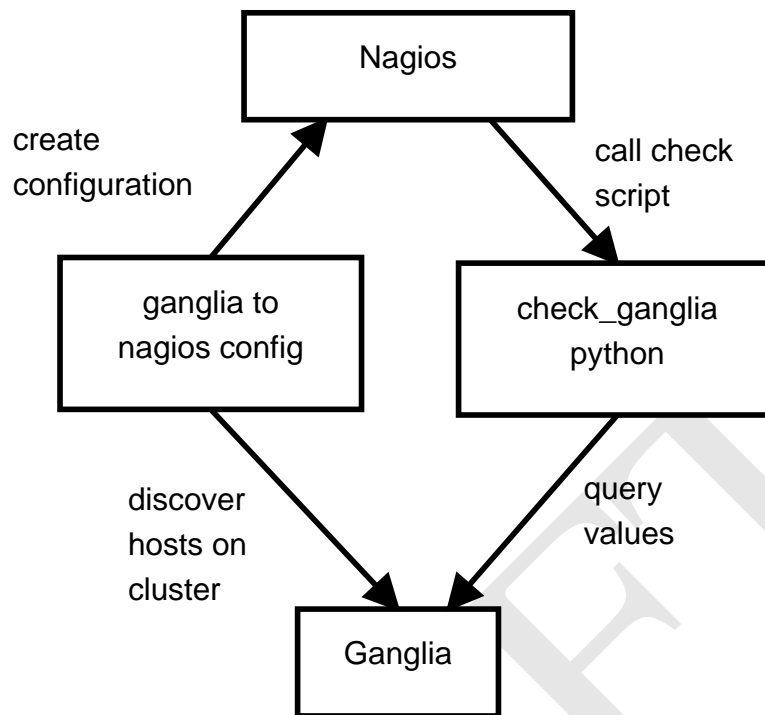 Nagios
create
configuration
call check
script
ganglia to
nagios config
check_ganglia
python
discover
hosts on
cluster
query
values
Ganglia
FT